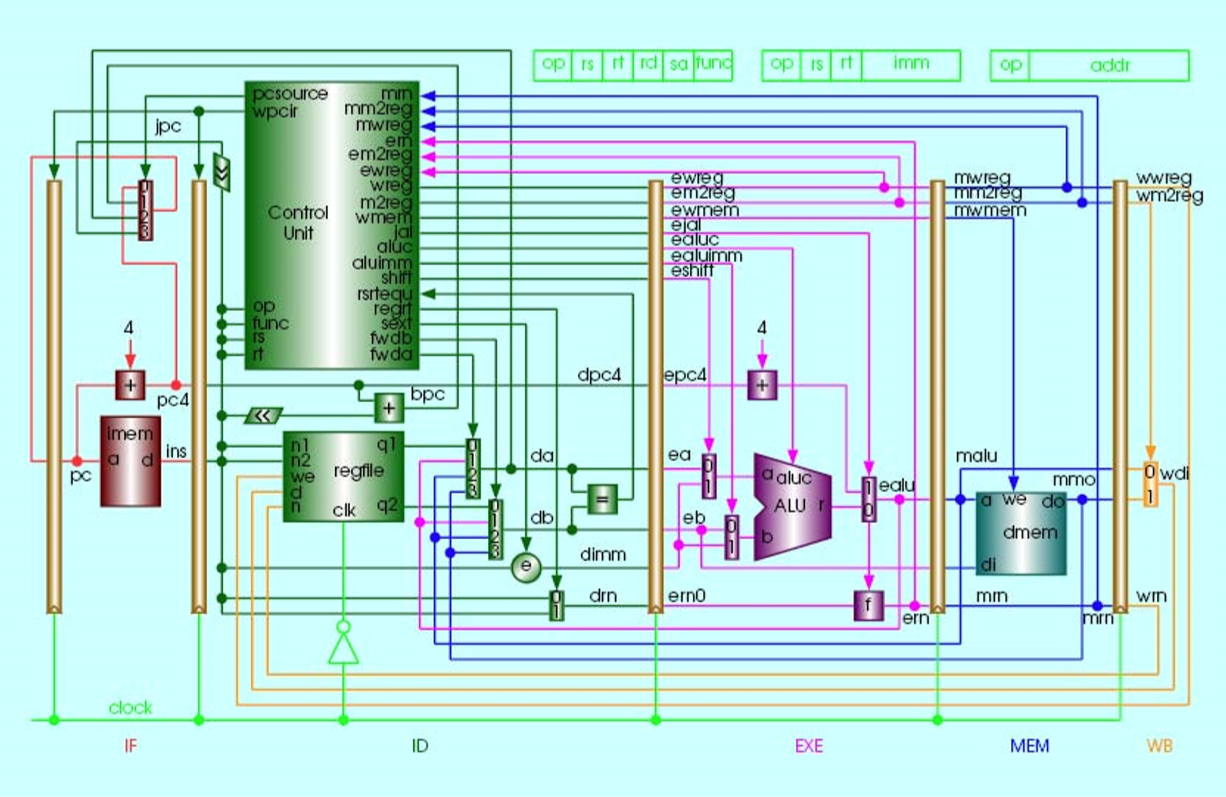 op rs rt rd sa func
op rs rt imm
op addr
pcsource
wpcir
jpc
mrn
mm2reg
mwreg
ern
em2reg
ewreg
wreg
m2reg
wmem
jal
aluc
aluimm
shift
rsrtequ
regrt
sext
fwdb
fwda
Control
Unit
op
func
rs
rt
0
1
2
3
ewreg
em2reg
ewmem
ejal
ealuc
ealuimm
eshift
mwreg
mm2reg
mwmem
wwreg
wm2reg
4
+
pc4
imem
a d
ins
pc
<<
<<
+
bpc
dpc4
epc4
4
+
n1
n2
we
d
n
regfile
q1
q2
clk
0
1
2
3
0
1
2
3
da
=
db
e
dimm
0
1
drn
ea
0
1
eb
0
1
a
aluc
ALU
r
b
1
0
ealu
ern0
f
ern
malu
a we do
dmem
di
mmo
mrn
mrn
0
1
wdi
wrn
clock
IF ID EXE MEM WB